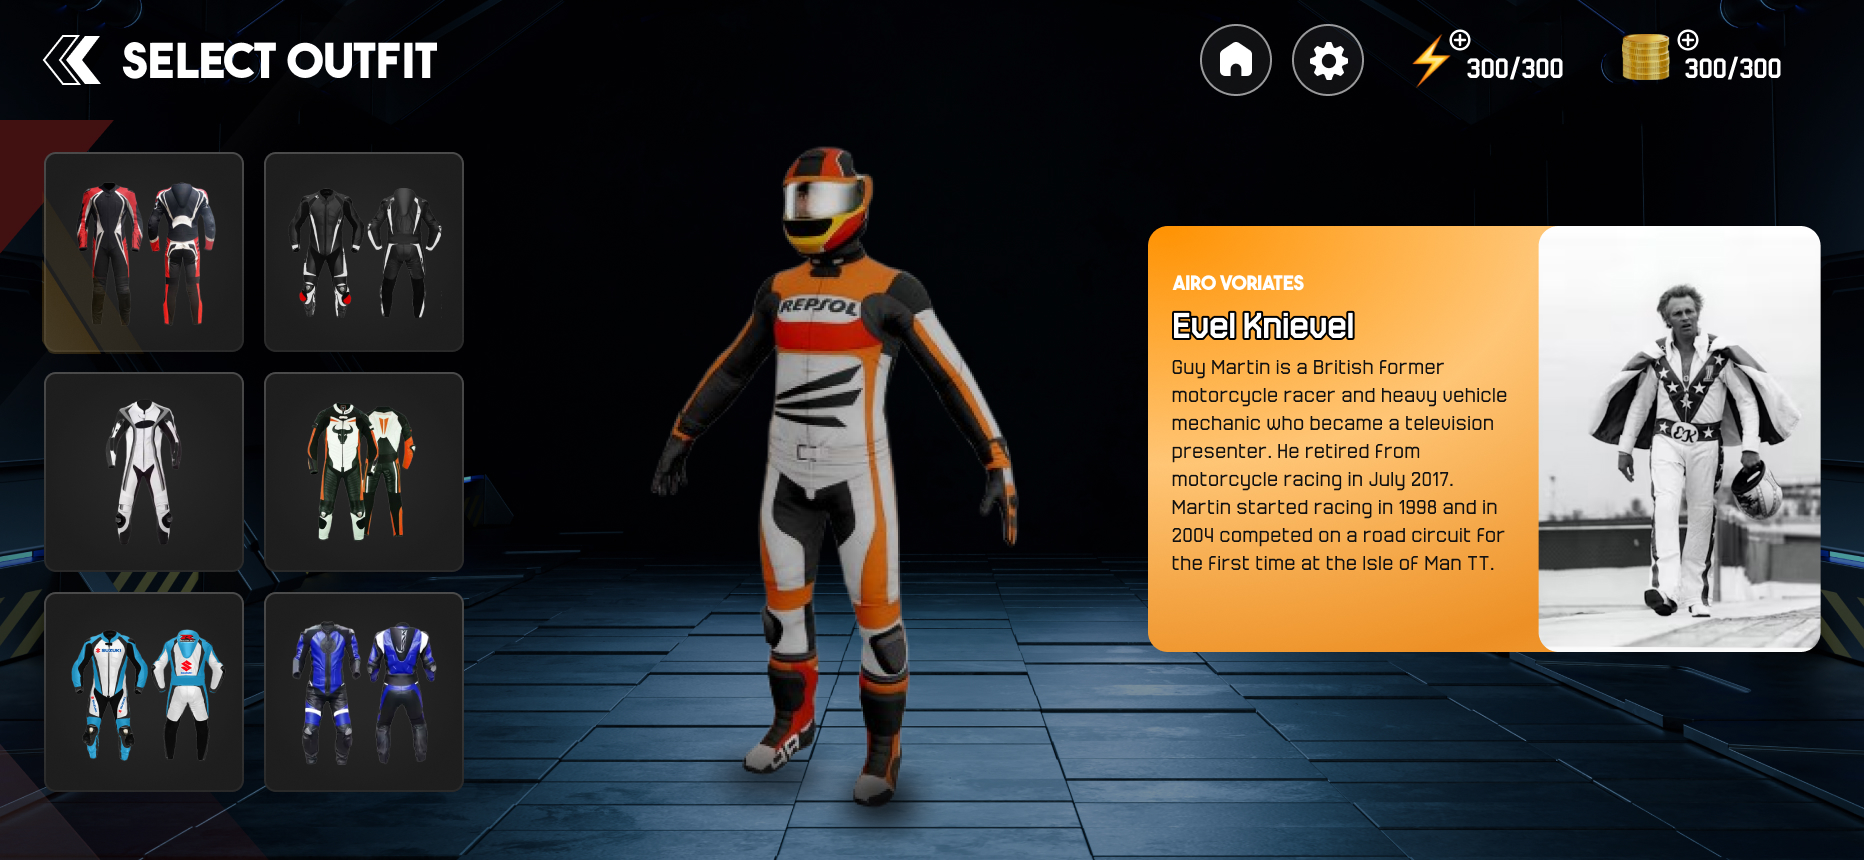 SELECT OUTFIT
300/300
300/300
REPSOL
SUZUKI
AIRO VORIATES
Evel Knievel
Guy Martin is a British former
motorcycle racer and heavy vehicle
mechanic who became a television
presenter. He retired from
motorcycle racing in July 2017.
Martin started racing in 1998 and in
2004 competed on a road circuit for
the first time at the Isle of Man TT.
EK